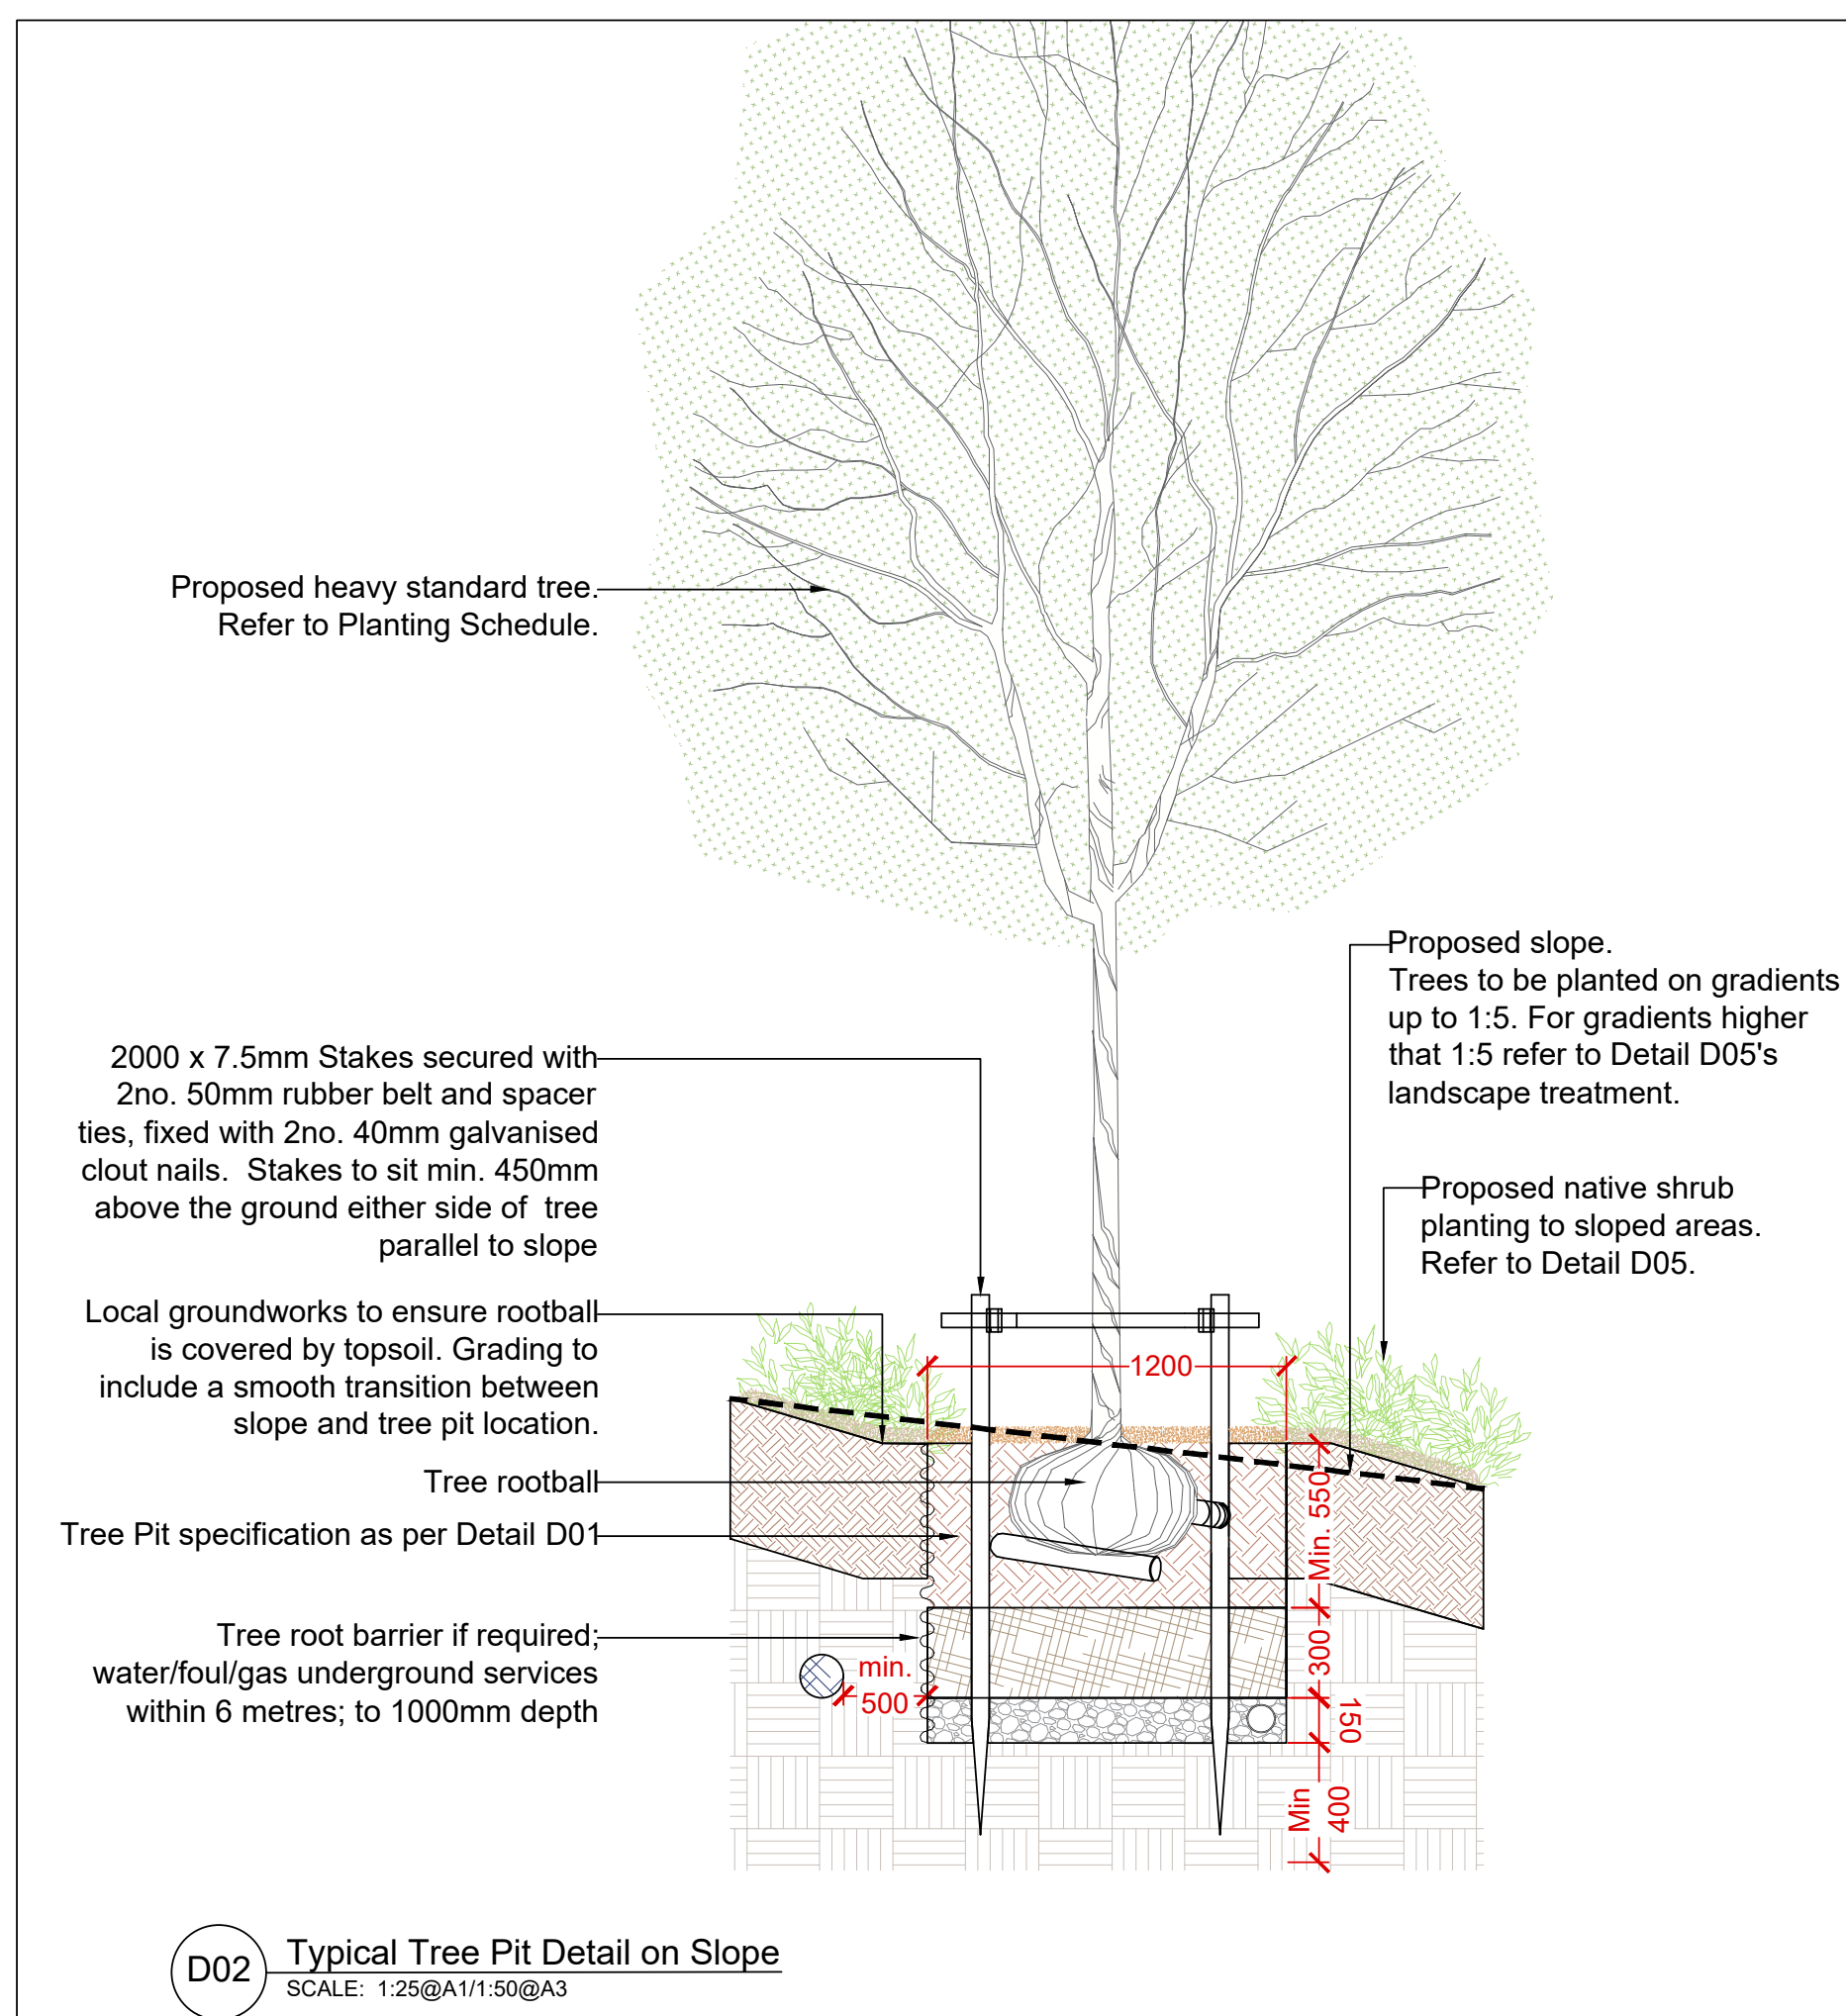 Proposed heavy standard tree.
Refer to Planting Schedule.
Proposed slope.
Trees to be planted on gradients
up to 1:5. For gradients higher
that 1:5 refer to Detail D05's
landscape treatment.
2000 x 7.5mm Stakes secured with
2no. 50mm rubber belt and spacer
ties, fixed with 2no. 40mm galvanised
clout nails.  Stakes to sit min. 450mm
above the ground either side of  tree
parallel to slope
Proposed native shrub
planting to sloped areas.
Refer to Detail D05.
Local groundworks to ensure rootball
is covered by topsoil. Grading to
include a smooth transition between
slope and tree pit location.
1200
Tree rootball
Tree Pit specification as per Detail D01
Min. 550
Tree root barrier if required;
water/foul/gas underground services
within 6 metres; to 1000mm depth
min.
500
300
150
Min
400
D02
Typical Tree Pit Detail on Slope
SCALE:  1:25@A1/1:50@A3